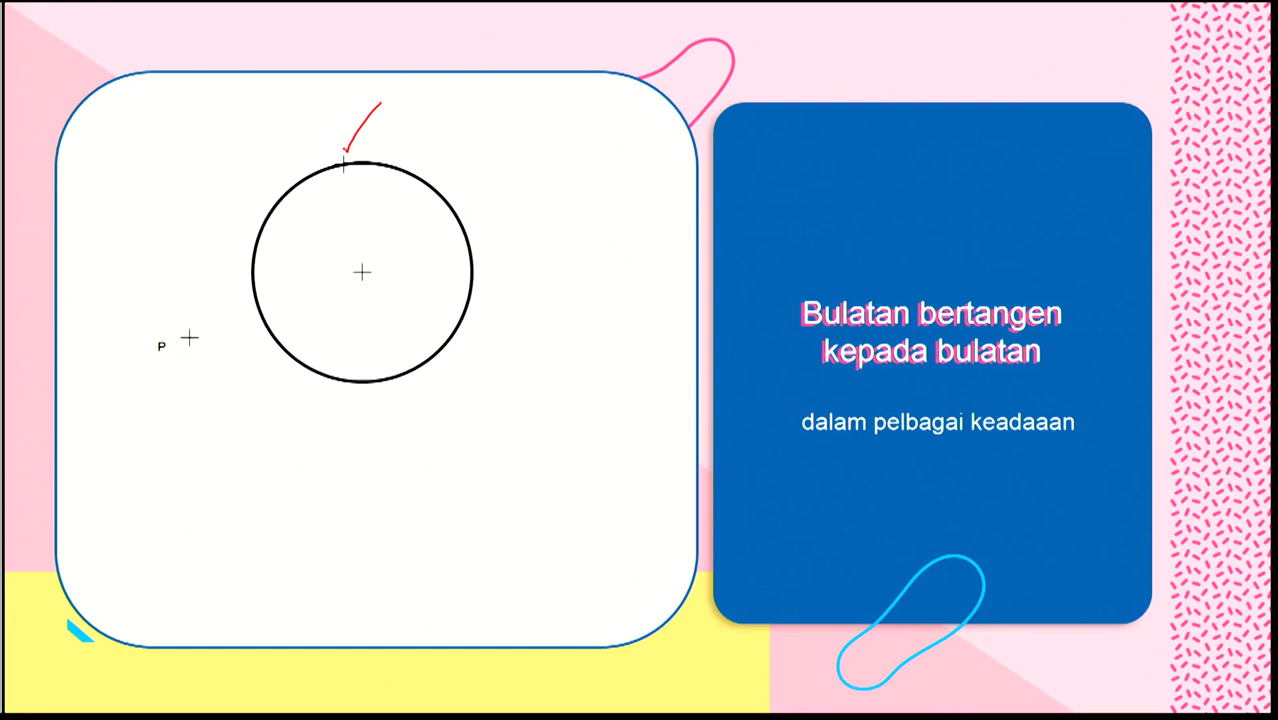 P
Bulatan bertangen
kepada bulatan
dalam pelbagai keadaaan